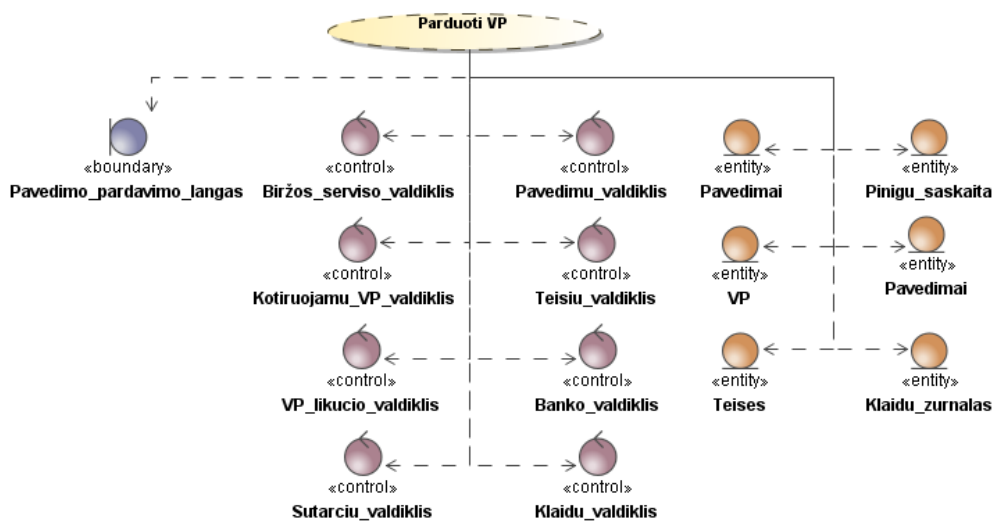 Parduoti VP
«boundary»
Pavedimo_pardavimo_langas
«control»
Biržos_serviso_valdiklis
«control»
Pavedimu_valdiklis
«entity»
Pavedimai
«entity»
Pinigu_saskaita
«control»
Kotiruojamu_VP_valdiklis
«control»
Teisiu_valdiklis
«entity»
VP
«entity»
Pavedimai
«control»
VP_likucio_valdiklis
«control»
Banko_valdiklis
«entity»
Teises
«entity»
Klaidu_zurnalas
«control»
Sutarciu_valdiklis
«control»
Klaidu_valdiklis